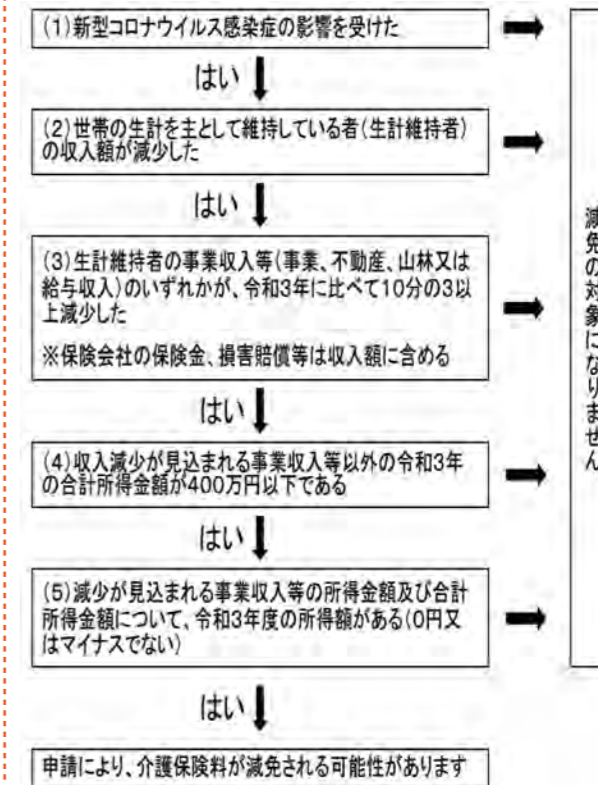 (1)新型コロナウイルス感染症の影響を受けた
はい
(2)世帯の生計を主として維持している者(生計維持者)
の収入額が減少した
はい
(3)生計維持者の事業収入等(事業、不動産、山林又は
給与収入)のいずれかが、令和3年に比べて10分の3以
上減少した
※保険会社の保険金、損害賠償等は収入額に含める
はい
(4)収入減少が見込まれる事業収入等以外の令和3年
の合計所得金額が400万円以下である
はい
(5)減少が見込まれる事業収入等の所得金額及び合計
所得金額について、令和3年度の所得額がある(0円又
はマイナスでない)
はい
申請により、介護保険料が減免される可能性があります
減免の対象になりません